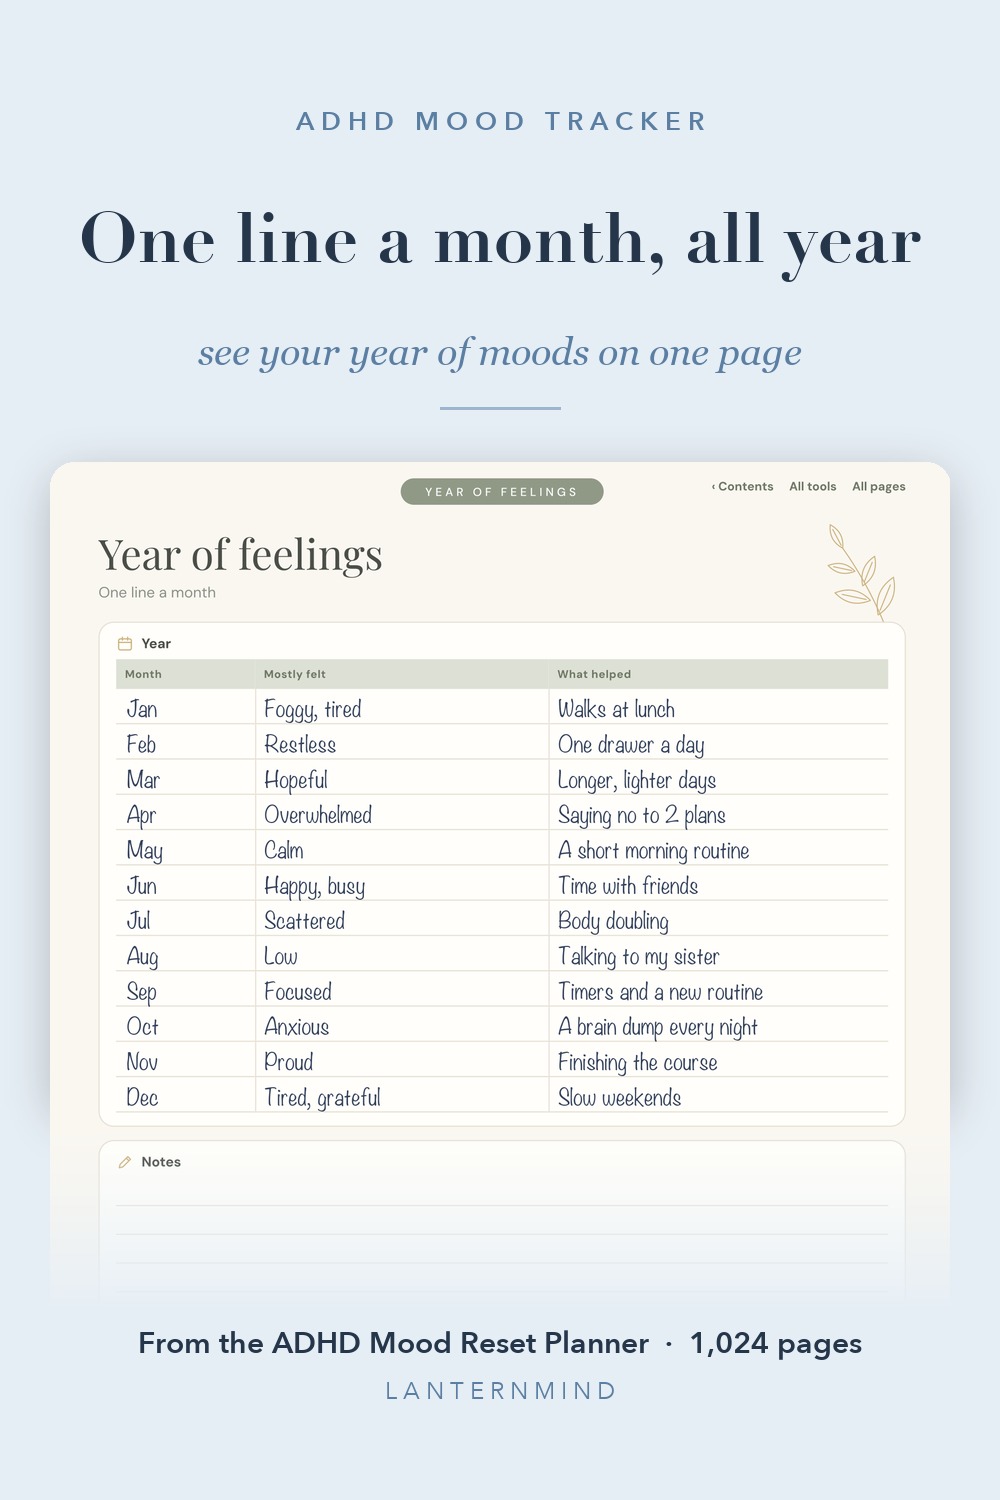 ADHD MOOD TRACKER
One line a month, all year
see your year of moods on one page
YEAR OF FEELINGS
‹ Contents All tools All pages
Year of feelings
One line a month
Year
Month Mostly felt What helped
Jan Foggy, tired Walks at lunch
Feb Restless One drawer a day
Mar Hopeful Longer, lighter days
Apr Overwhelmed Saying no to 2 plans
May Calm A short morning routine
Jun Happy, busy Time with friends
Jul Scattered Body doubling
Aug Low Talking to my sister
Sep Focused Timers and a new routine
Oct Anxious A brain dump every night
Nov Proud Finishing the course
Dec Tired, grateful Slow weekends
Notes
From the ADHD Mood Reset Planner · 1,024 pages
LANTERNMIND